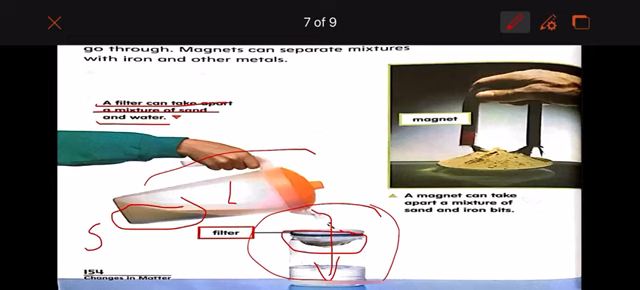 7 of 9
go through. Magnets can separate mixtures
with iron and other metals.
A filter can take apart
a mixture of sand
and water.
magnet
A magnet can take
apart a mixture of
sand and iron bits.
L
S
filter
154
Changes in Matter